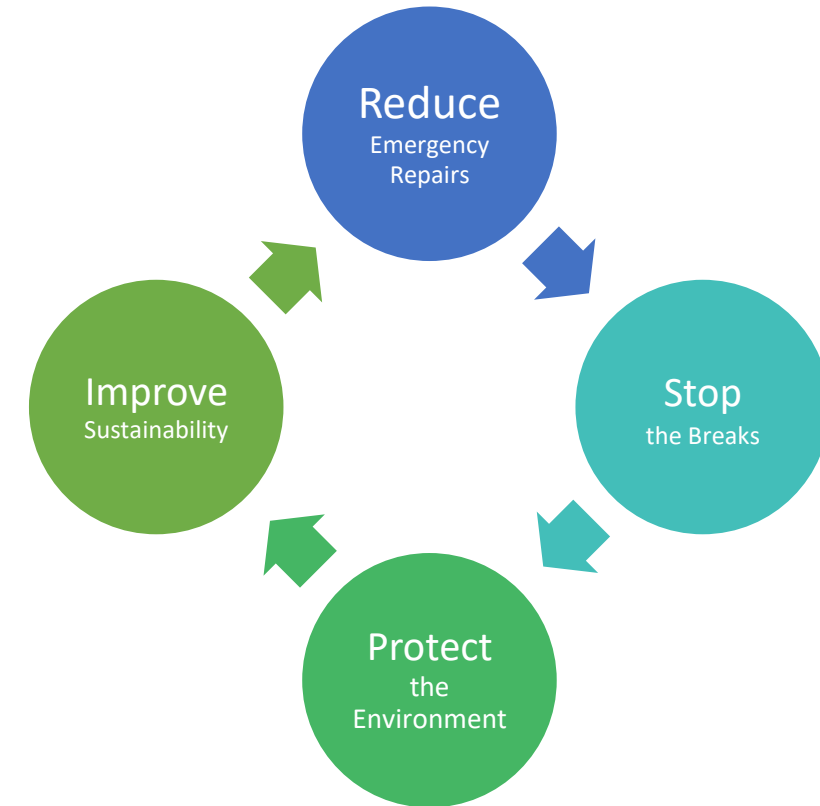 Reduce
Emergency
Repairs
Stop
the Breaks
Protect
the
Environment
Improve
Sustainability